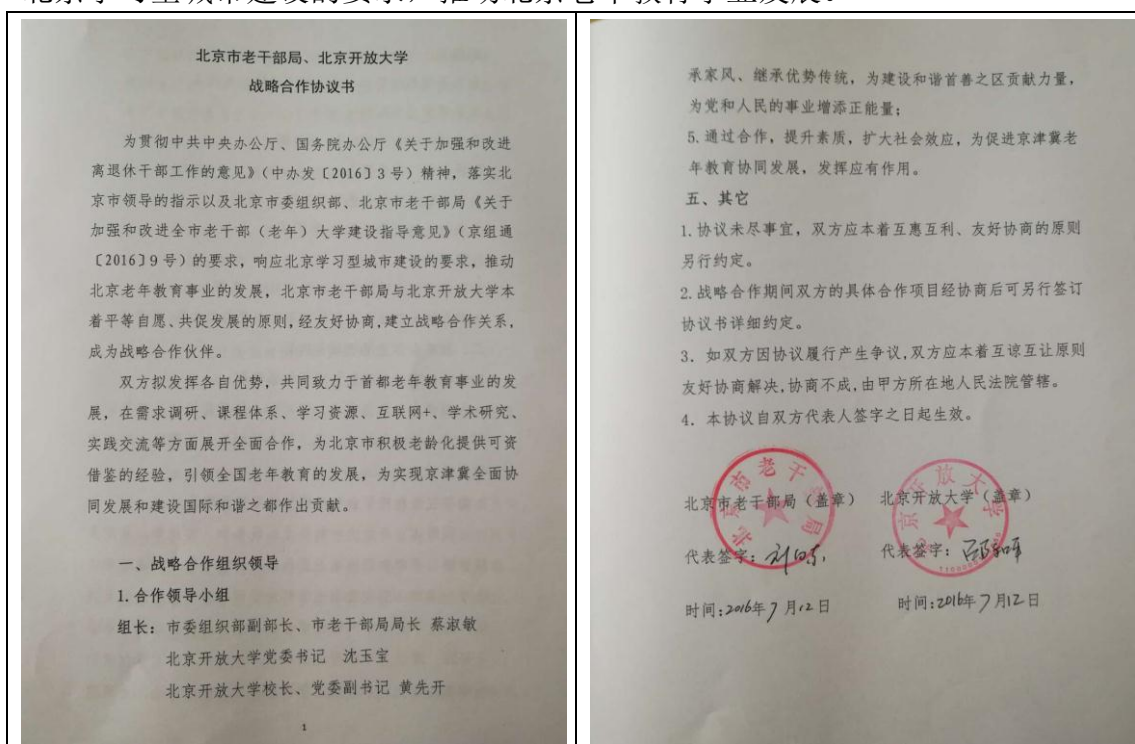 北京市老干部局、北京开放大学
战略合作协议书
为贯彻中共中央办公厅、国务院办公厅《关于加强和改进
离退休干部工作的意见》(中办发〔2016〕3号)精神，落实北
京市领导的指示以及北京市委组织部、北京市老干部局《关于
加强和改进全市老干部（老年）大学建设指导意见》(京组通
〔2016〕9号)的要求，响应北京学习型城市建设的要求，推动
北京老年教育事业的发展，北京市老干部局与北京开放大学本
着平等自愿、共促发展的原则,经友好协商,建立战略合作关系,
成为战略合作伙伴。
双方拟发挥各自优势，共同致力于首都老年教育事业的发
展，在需求调研、课程体系、学习资源、互联网+、学术研究、
实践交流等方面展开全面合作，为北京市积极老龄化提供可资
借鉴的经验，引领全国老年教育的发展，为实现京津冀全面协
同发展和建设国际和谐之都作出贡献。
一、战略合作组织领导
1.合作领导小组
组长：市委组织部副部长、市老干部局局长 蔡淑敏
北京开放大学党委书记 沈玉宝
北京开放大学校长、党委副书记 黄先开
1
承家风、继承优势传统，为建设和谐首善之区贡献力量，
为党和人民的事业增添正能量；
5.通过合作，提升素质，扩大社会效应，为促进京津冀老
年教育协同发展，发挥应有作用。
五、其它
1.协议未尽事宜，双方应本着互惠互利、友好协商的原则
另行约定。
2.战略合作期间双方的具体合作项目经协商后可另行签订
协议书详细约定。
3．如双方因协议履行产生争议,双方应本着互谅互让原则
友好协商解决,协商不成,由甲方所在地人民法院管辖。
4．本协议自双方代表人签字之日起生效。
北京市老干部局（盖章） 北京开放大学（盖章）
代表签字： 代表签字：
时间:2016年7月12日 时间:2016年7月12日